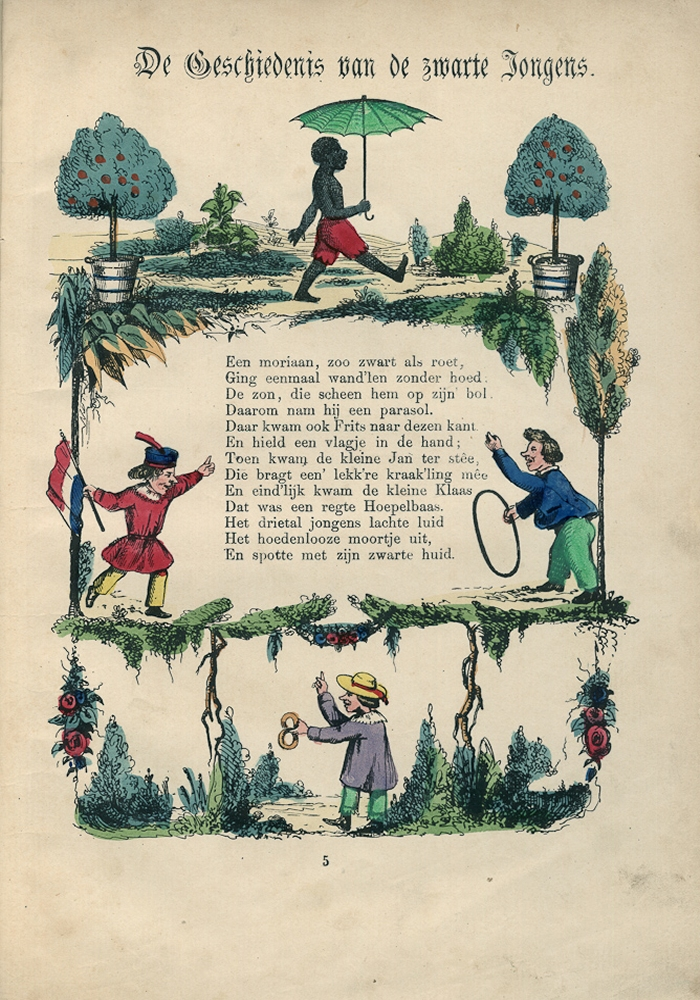 De Geschiedenis van de zwarte Jongens.
Een moriaan, zoo zwart als roet,
Ging eenmaal wand'len zonder hoed.
De zon, die scheen hem op zijn bol.
Daarom nam hij een parasol.
Daar kwam ook Frits naar dezen kant
En hield een vlagje in de hand;
Toen kwam de kleine Jan ter stêe,
Die bragt een' lekk're kraak'ling mêe
En eind'lijk kwam de kleine Klaas
Dat was een regte Hoepelbaas.
Het drietal jongens lachte luid
Het hoedenlooze moortje uit,
En spotte met zijn zwarte huid.
5